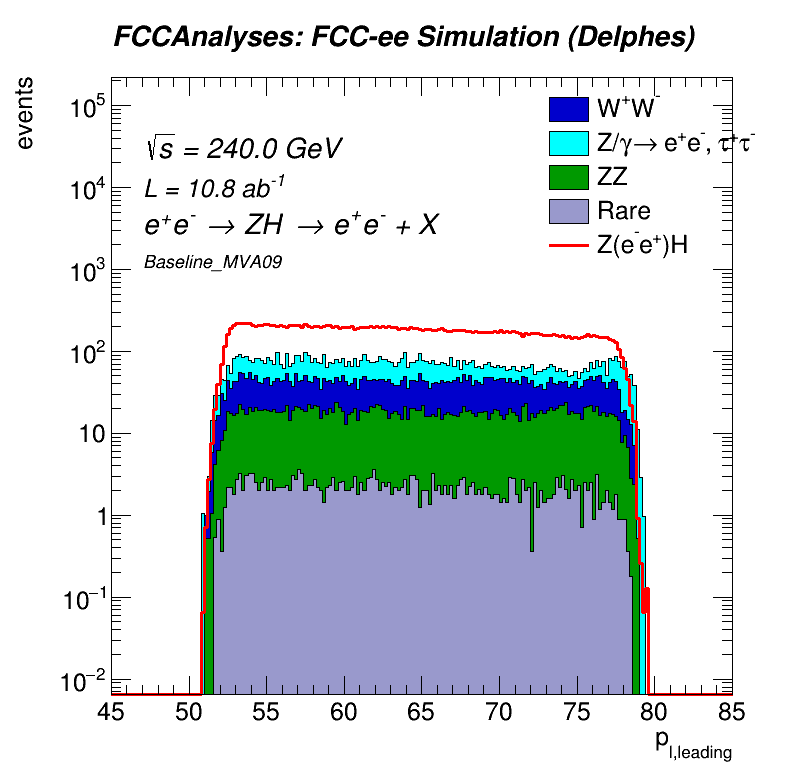 FCCAnalyses: FCC-ee Simulation (Delphes)
events
√s = 240.0 GeV
L = 10.8 ab⁻¹
e⁺e⁻ → ZH → e⁺e⁻ + X
Baseline_MVA09
W⁺W⁻
Z/γ→ e⁺e⁻, τ⁺τ⁻
ZZ
Rare
Z(e⁻e⁺)H
10⁵
10⁴
10³
10²
10
1
10⁻¹
10⁻²
45 50 55 60 65 70 75 80 85
p_l,leading